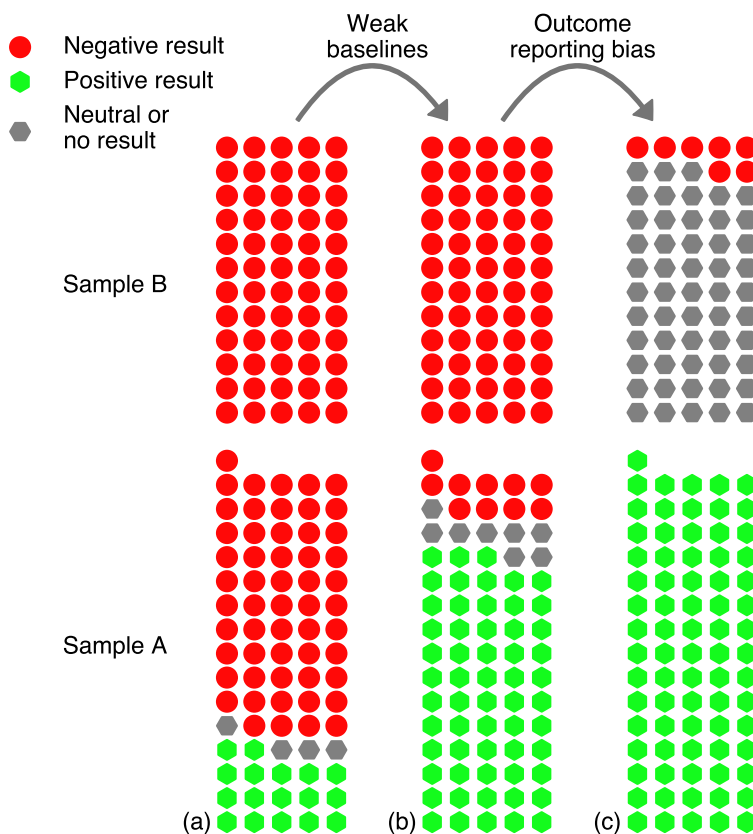 Weak
baselines
Outcome
reporting bias
Negative result
Positive result
Neutral or
no result
Sample B
Sample A
(a)
(b)
(c)